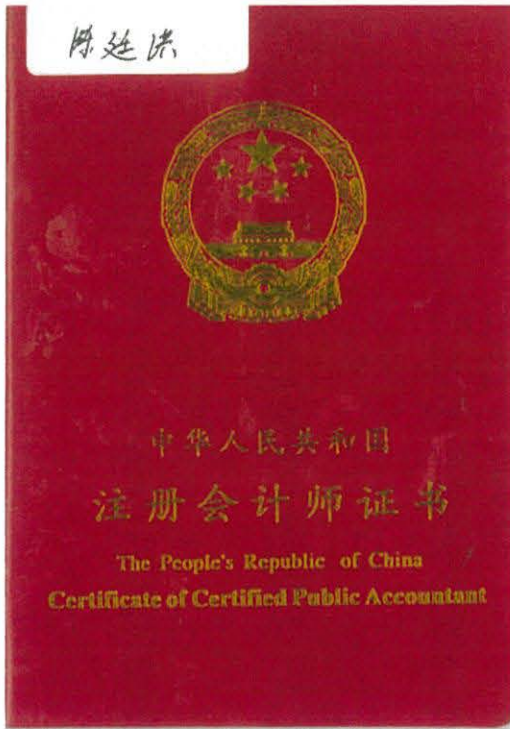 陈廷洪
中华人民共和国
注册会计师证书
The People's Republic of China
Certificate of Certified Public Accountant